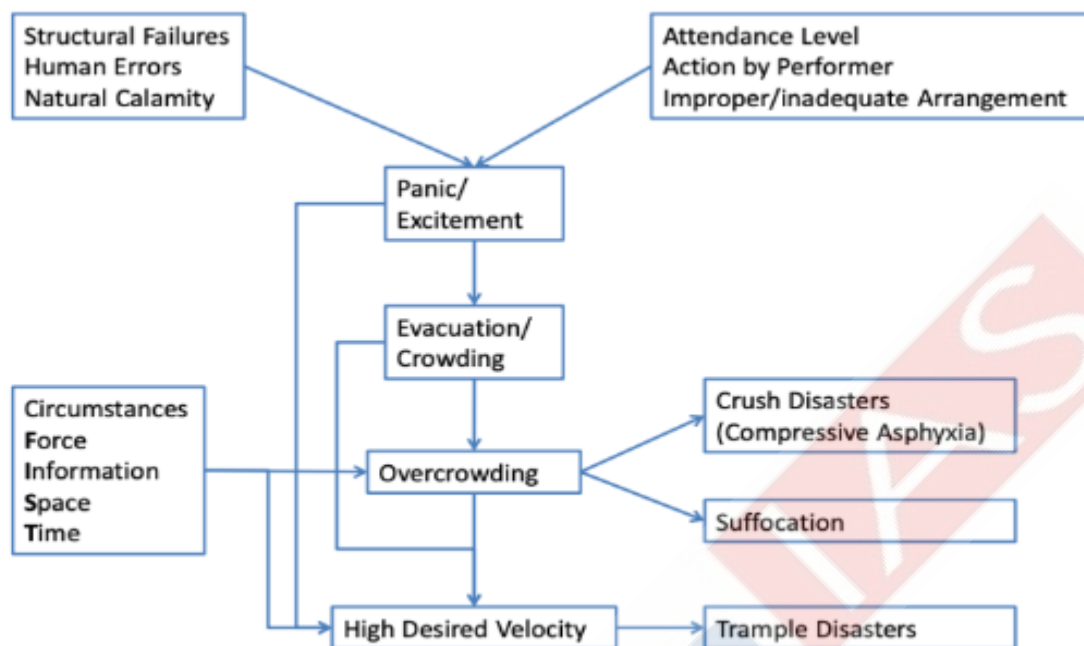 Structural Failures
Human Errors
Natural Calamity
Attendance Level
Action by Performer
Improper/inadequate Arrangement
Panic/
Excitement
Evacuation/
Crowding
Circumstances
Force
Information
Space
Time
Overcrowding
Crush Disasters
(Compressive Asphyxia)
Suffocation
High Desired Velocity
Trample Disasters
IAS